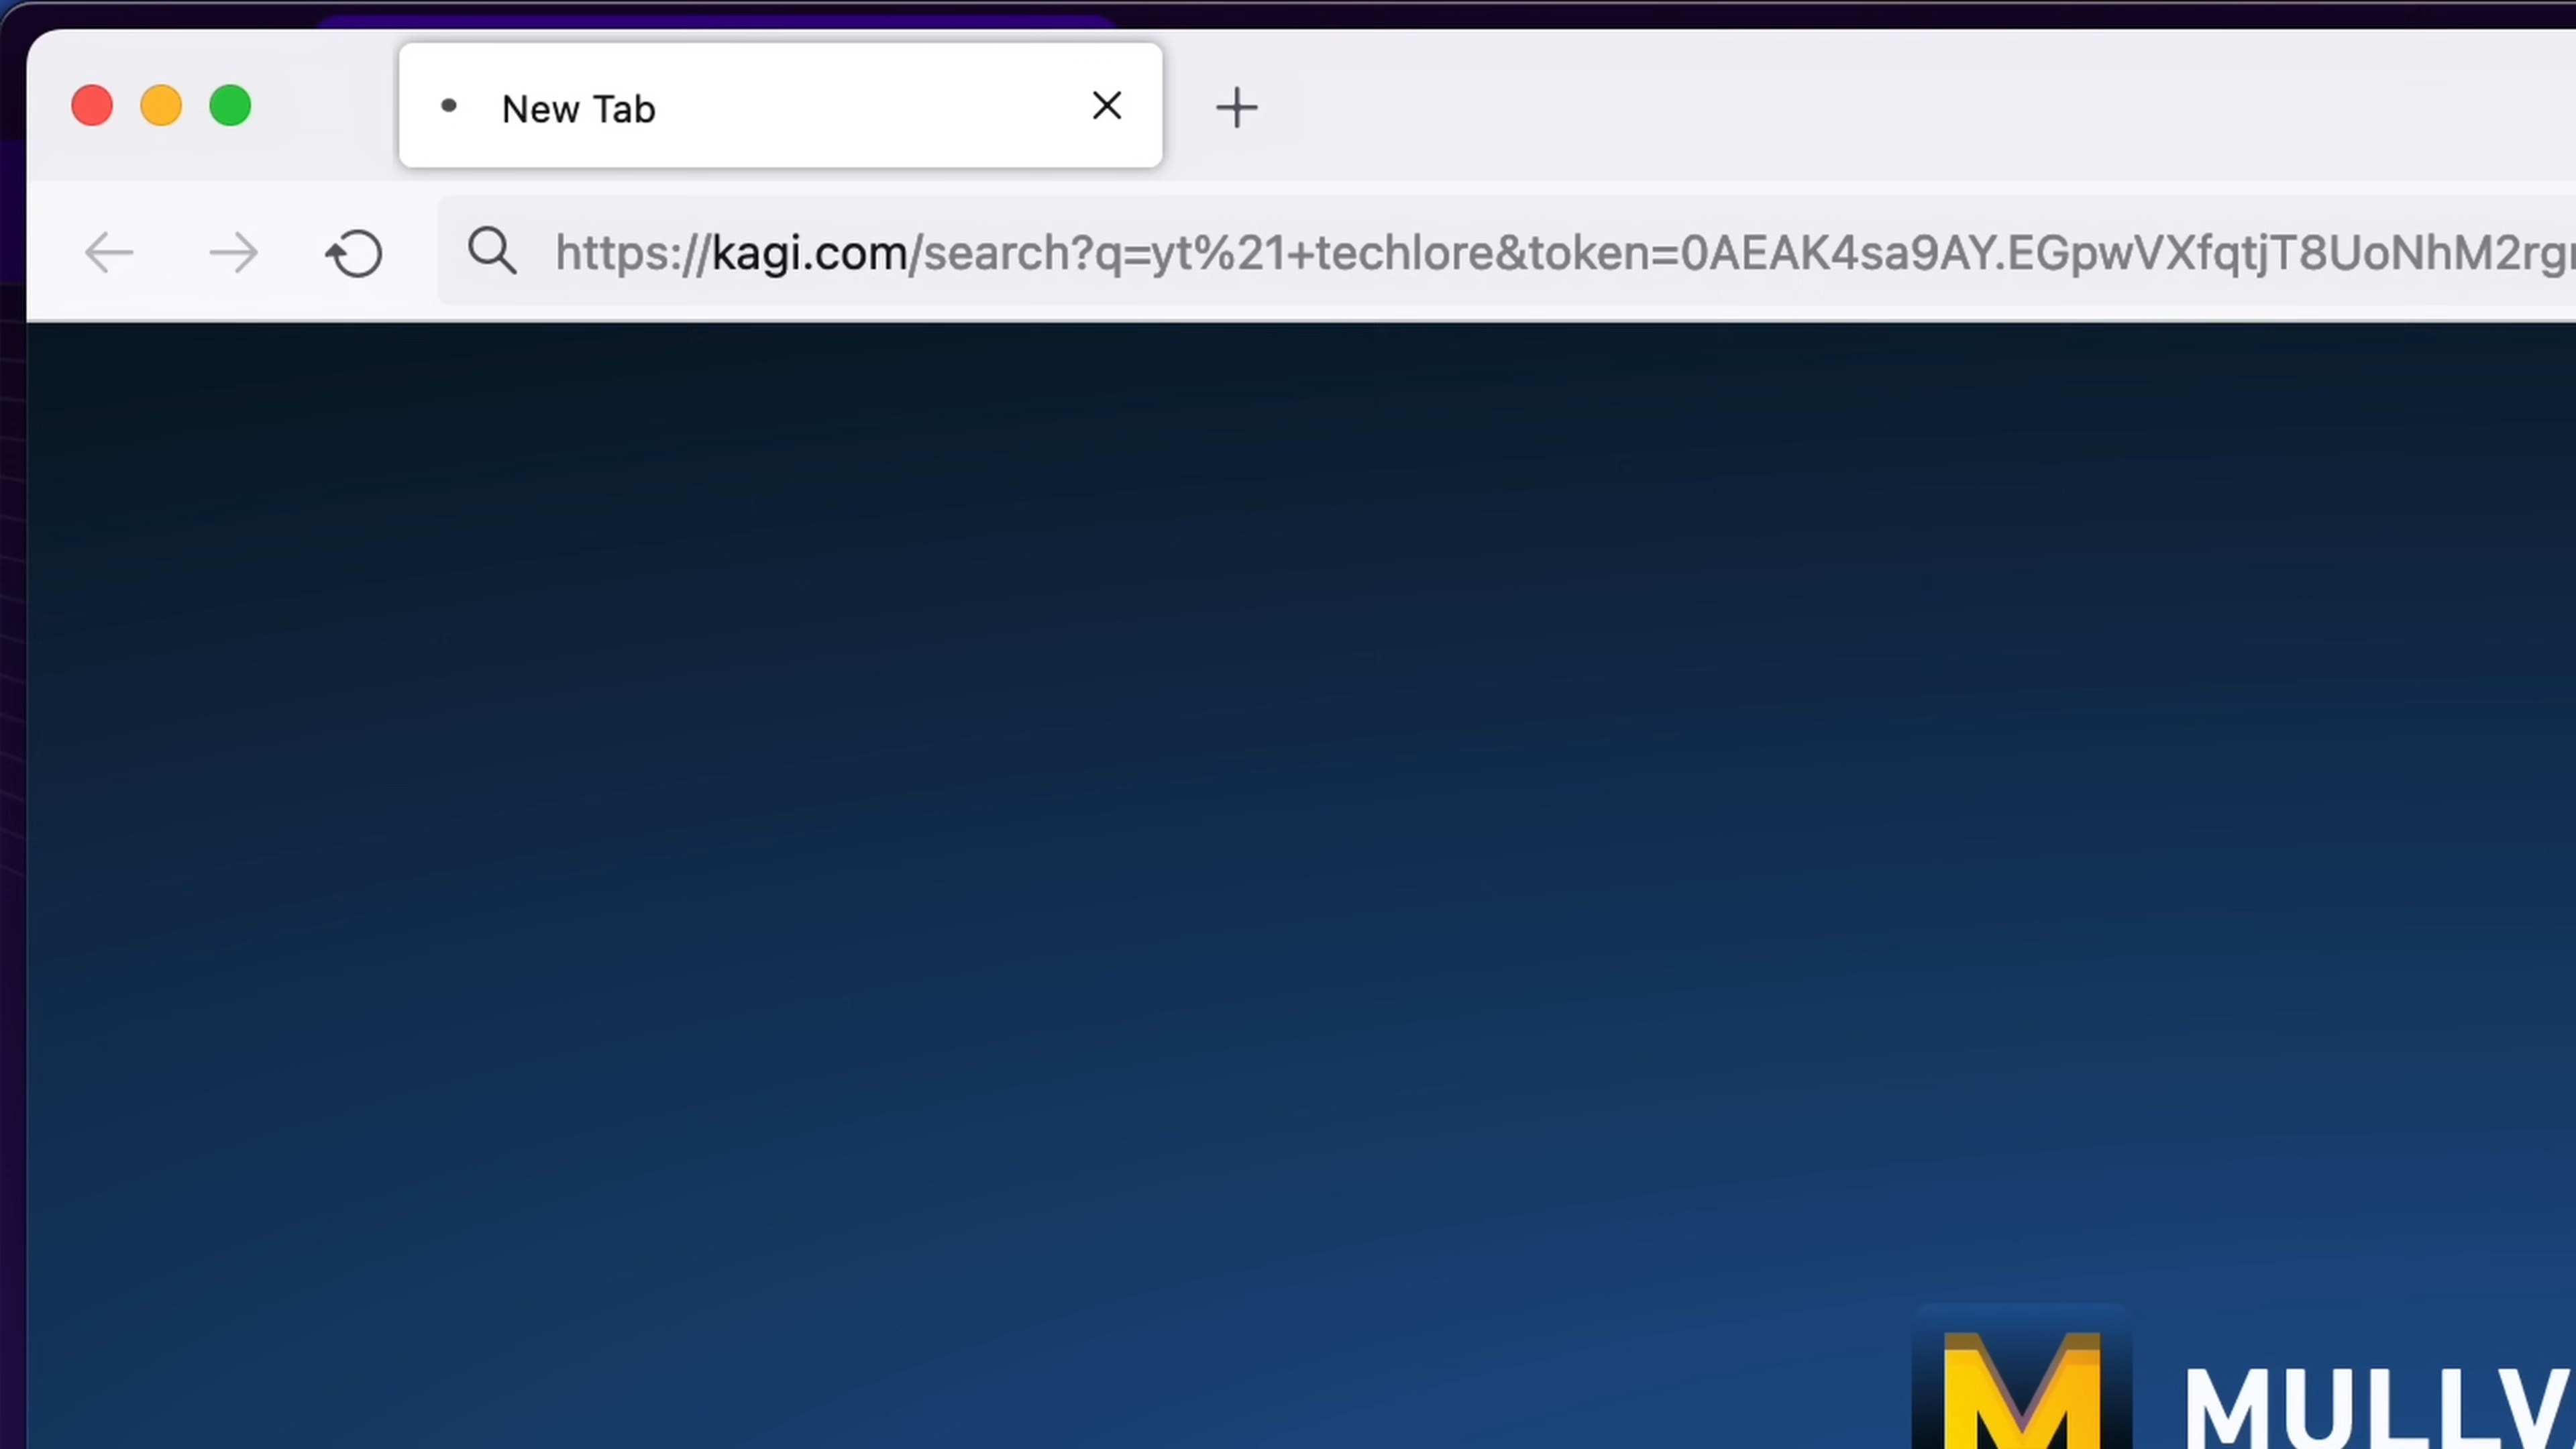 New Tab
https://kagi.com/search?q=yt%21+techlore&token=0AEAK4sa9AY.EGpwVXfqtjT8UoNhM2rg
MULLV